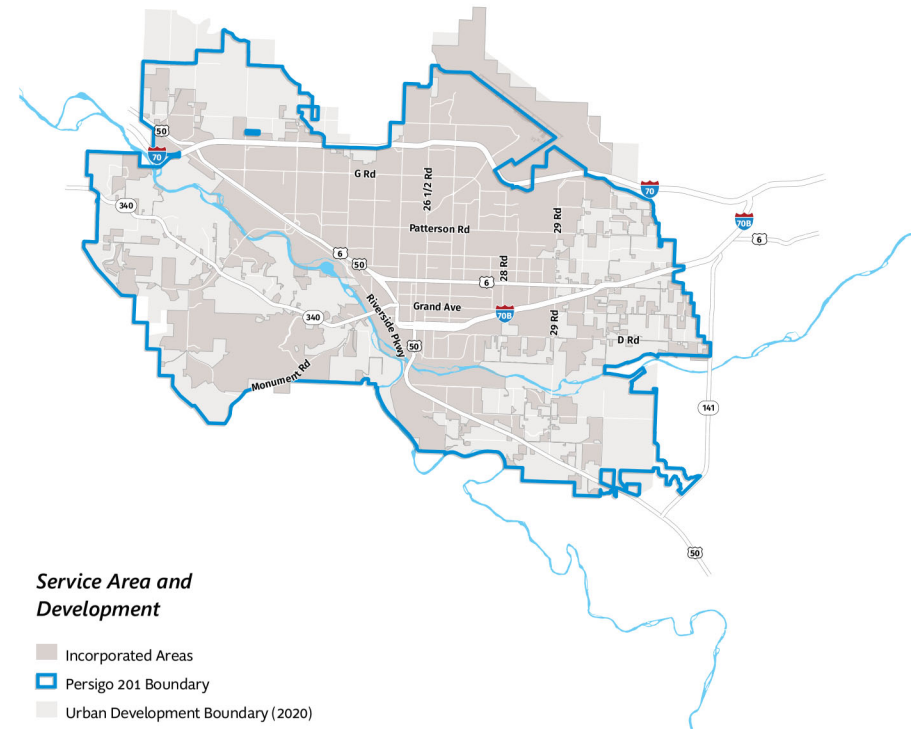 50
70
G Rd
26 1/2 Rd
29 Rd
70
340
70B
Patterson Rd
6
6
50
28 Rd
6
Grand Ave
70B
Riverside Pkwy
340
29 Rd
D Rd
50
Monument Rd
141
50
Service Area and
Development
Incorporated Areas
Persigo 201 Boundary
Urban Development Boundary (2020)